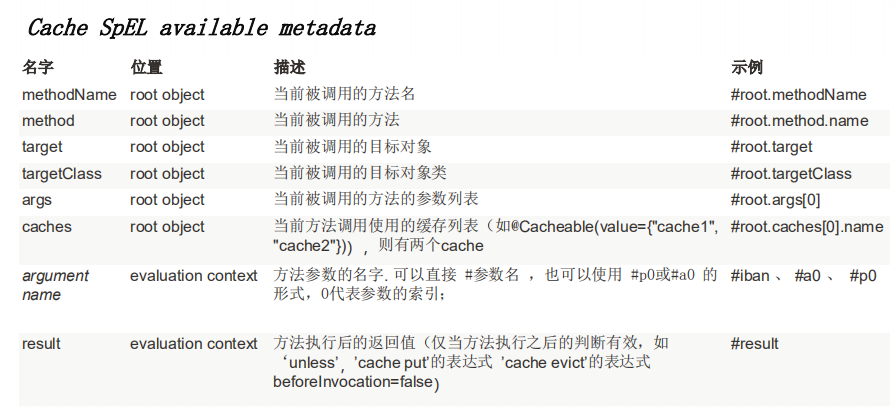 Cache SpEL available metadata
名字 位置 描述 示例
methodName root object 当前被调用的方法名 #root.methodName
method root object 当前被调用的方法 #root.method.name
target root object 当前被调用的目标对象 #root.target
targetClass root object 当前被调用的目标对象类 #root.targetClass
args root object 当前被调用的方法的参数列表 #root.args[0]
caches root object 当前方法调用使用的缓存列表（如@Cacheable(value={"cache1", #root.caches[0].name
"cache2"})），则有两个cache
argument evaluation context 方法参数的名字. 可以直接 #参数名 ，也可以使用 #p0或#a0 的 #iban 、 #a0 、 #p0
name 形式，0代表参数的索引；
result evaluation context 方法执行后的返回值（仅当方法执行之后的判断有效，如 #result
‘unless’，'cache put'的表达式 'cache evict'的表达式
beforeInvocation=false）